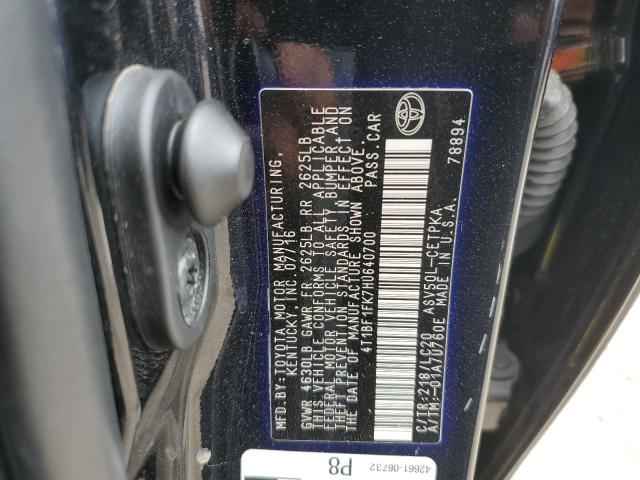 MFD.BY:TOYOTA MOTOR MANUFACTURING,
KENTUCKY, INC. 07/16
GVWR 4630LB GAWR FR 2625LB RR 2625LB
THIS VEHICLE CONFORMS TO ALL APPLICABLE
FEDERAL MOTOR VEHICLE SAFETY, BUMPER, AND
THEFT PREVENTION STANDARDS IN EFFECT ON
THE DATE OF MANUFACTURE SHOWN ABOVE.
4T1BF1FK7HU640700 PASS.CAR
C/TR:218/LC20 ASV50L-CETPKA
A/TM:-01A/U760E MADE IN U.S.A.
78894
P8
42661-06732